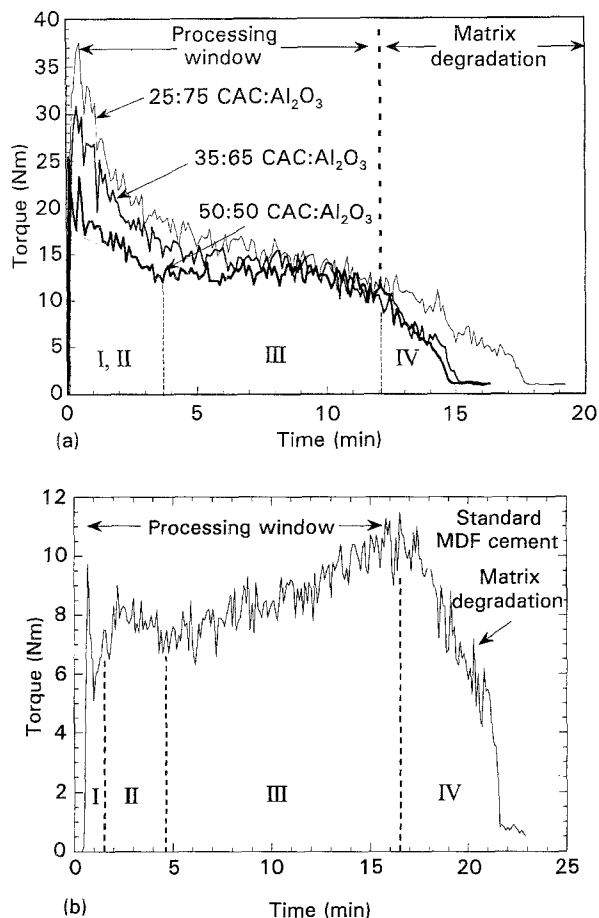 40
35
30
25
20
15
10
5
0
Torque (Nm)
Processing window
Matrix degradation
25:75 CAC:Al₂O₃
35:65 CAC:Al₂O₃
50:50 CAC:Al₂O₃
I, II
III
IV
0 5 10 15 20
(a)
Time (min)
12
10
8
6
4
2
0
Torque (Nm)
Processing window
Standard MDF cement
Matrix degradation
I
II
III
IV
0 5 10 15 20 25
(b)
Time (min)